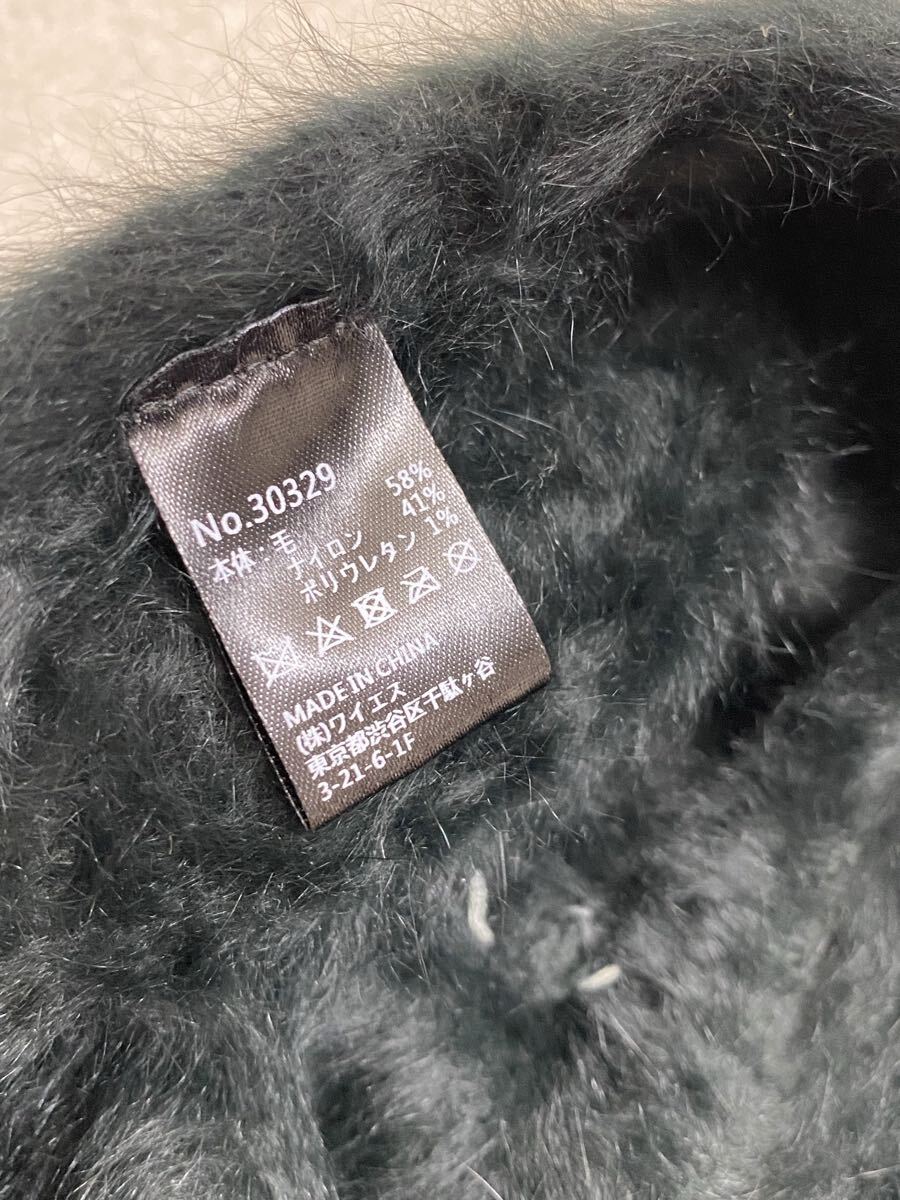 No.30329
本体・毛 58%
ナイロン 41%
ポリウレタン 1%
MADE IN CHINA
(株)ワイエス
東京都渋谷区千駄ヶ谷
3-21-6-1F